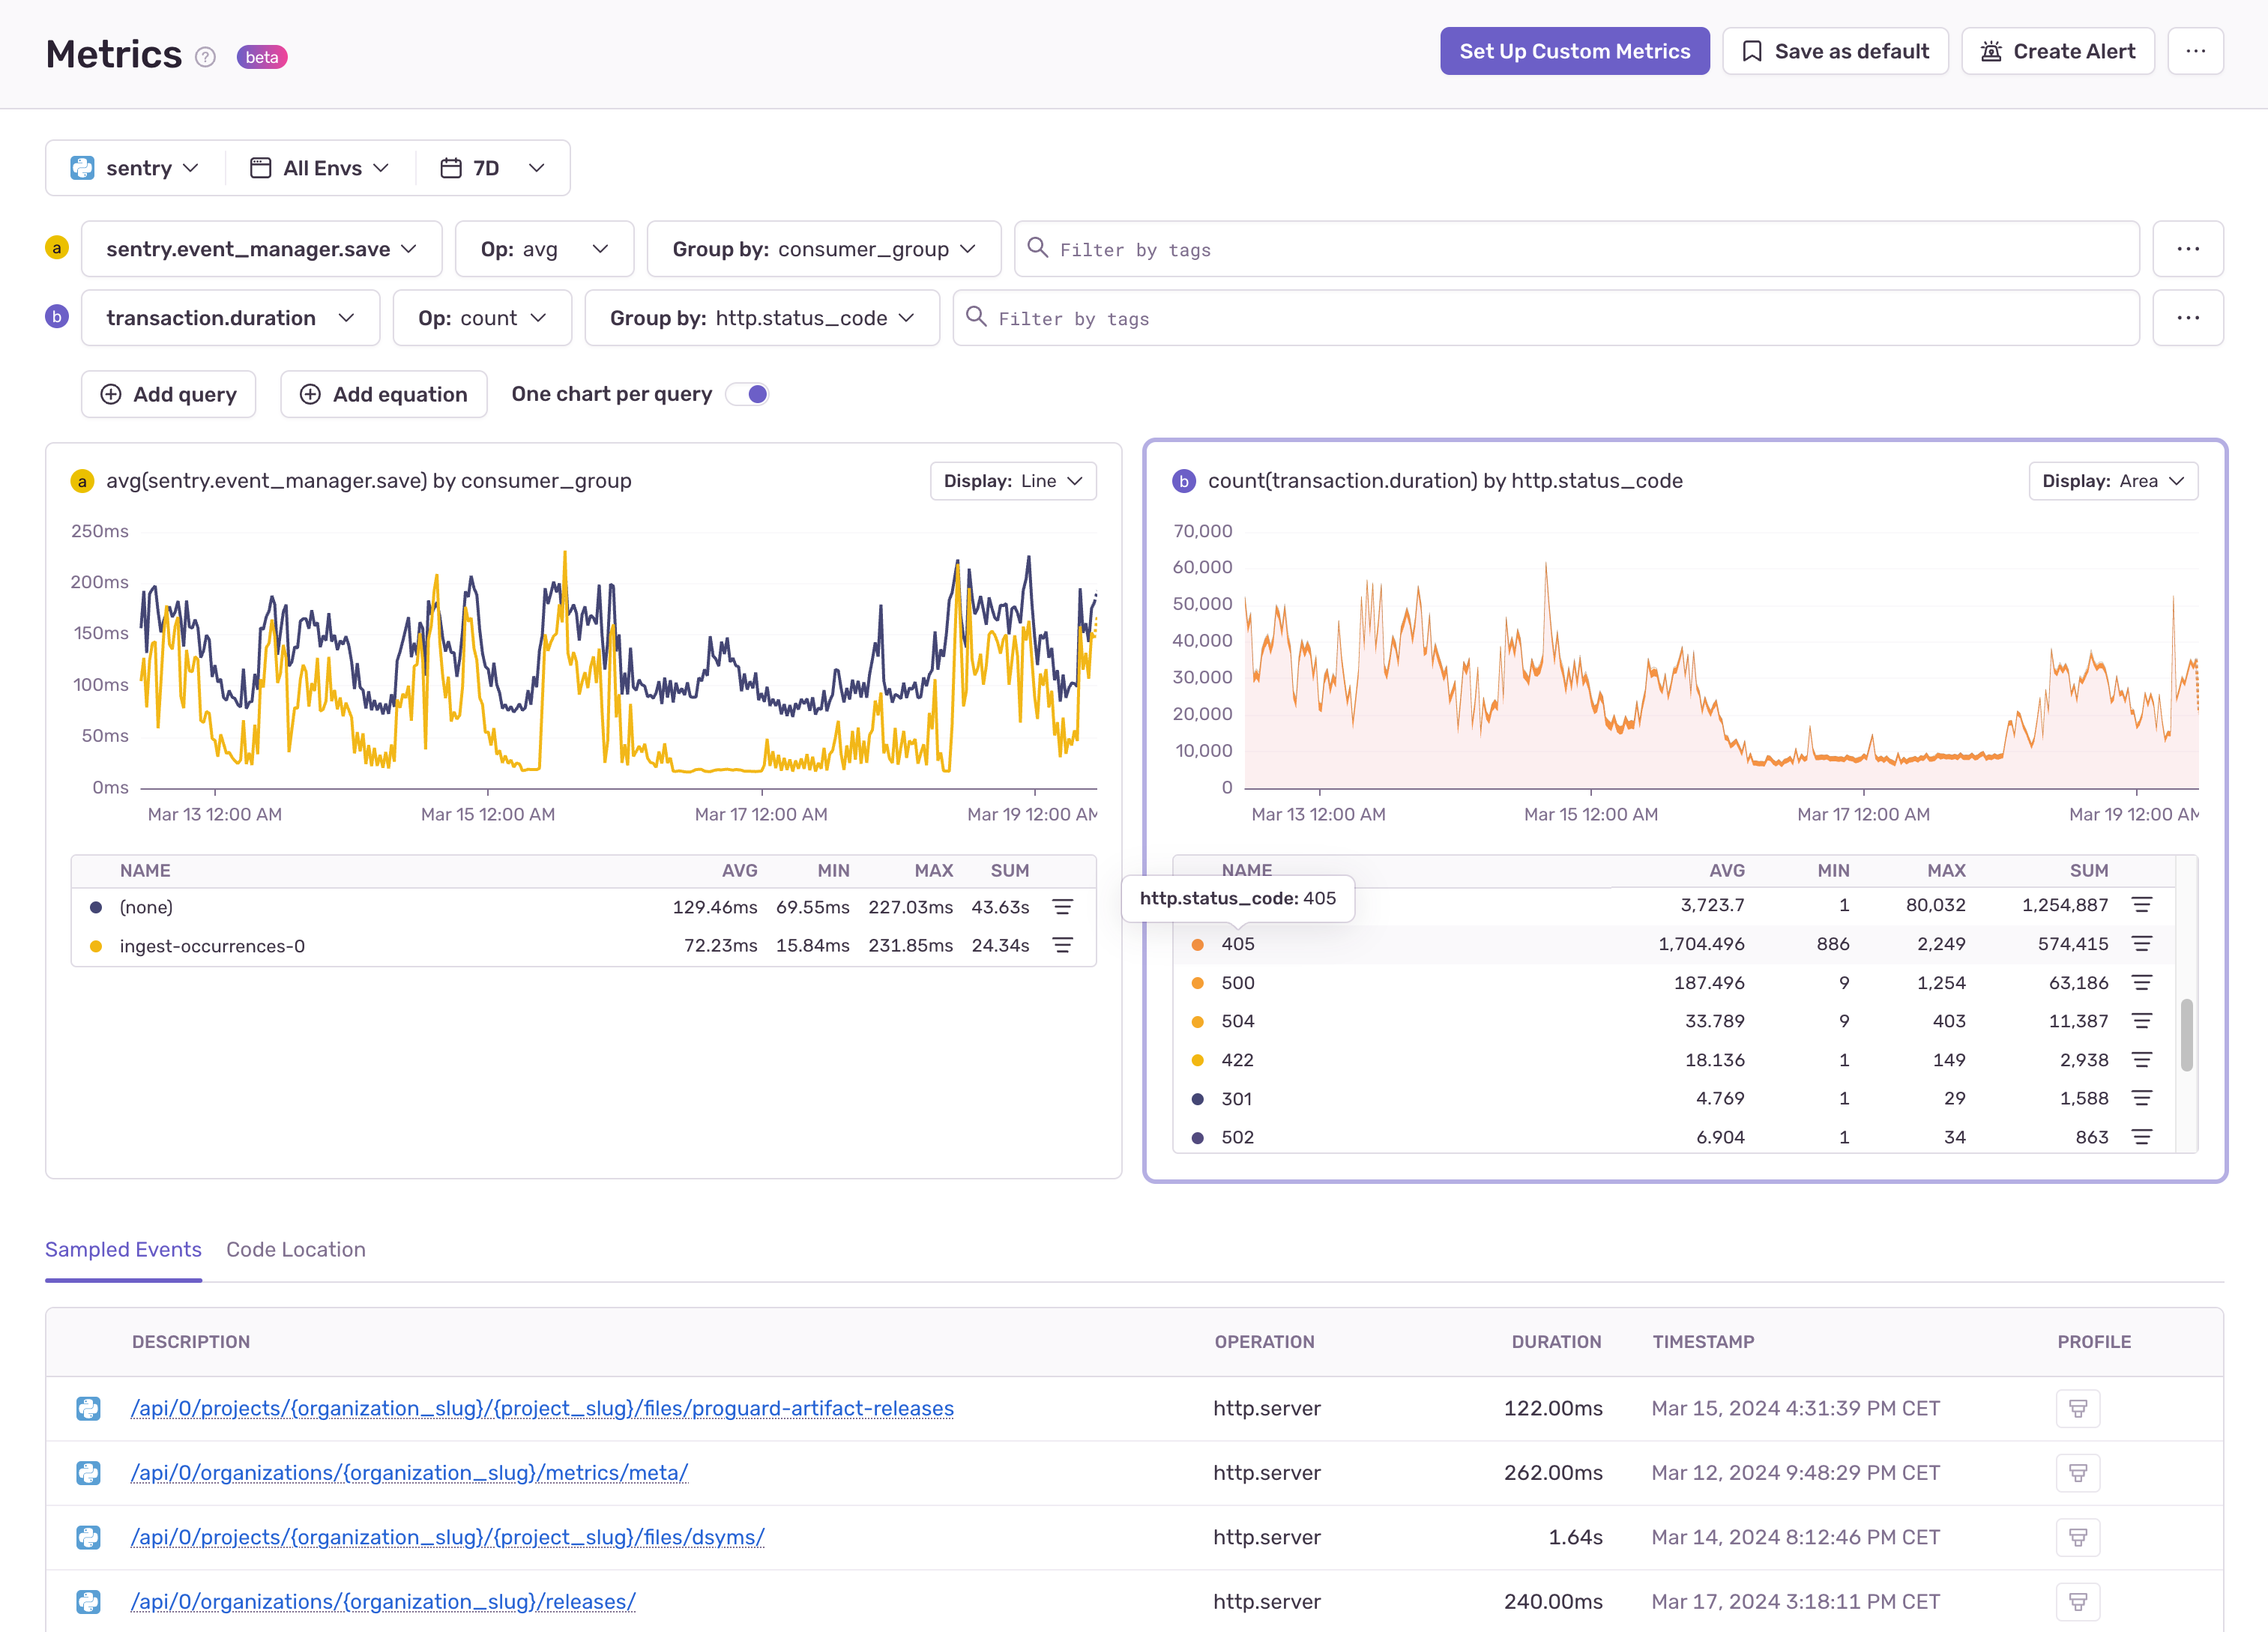 Metrics ? beta
Set Up Custom Metrics Save as default Create Alert ...
sentry All Envs 7D
a sentry.event_manager.save Op: avg Group by: consumer_group Filter by tags ...
b transaction.duration Op: count Group by: http.status_code Filter by tags ...
Add query Add equation One chart per query
a avg(sentry.event_manager.save) by consumer_group Display: Line
250ms
200ms
150ms
100ms
50ms
0ms
Mar 13 12:00 AM Mar 15 12:00 AM Mar 17 12:00 AM Mar 19 12:00 AM
NAME AVG MIN MAX SUM
(none) 129.46ms 69.55ms 227.03ms 43.63s
ingest-occurrences-0 72.23ms 15.84ms 231.85ms 24.34s
b count(transaction.duration) by http.status_code Display: Area
70,000
60,000
50,000
40,000
30,000
20,000
10,000
0
Mar 13 12:00 AM Mar 15 12:00 AM Mar 17 12:00 AM Mar 19 12:00 AM
NAME AVG MIN MAX SUM
http.status_code: 405
3,723.7 1 80,032 1,254,887
405 1,704.496 886 2,249 574,415
500 187.496 9 1,254 63,186
504 33.789 9 403 11,387
422 18.136 1 149 2,938
301 4.769 1 29 1,588
502 6.904 1 34 863
Sampled Events Code Location
DESCRIPTION OPERATION DURATION TIMESTAMP PROFILE
/api/0/projects/{organization_slug}/{project_slug}/files/proguard-artifact-releases http.server 122.00ms Mar 15, 2024 4:31:39 PM CET
/api/0/organizations/{organization_slug}/metrics/meta/ http.server 262.00ms Mar 12, 2024 9:48:29 PM CET
/api/0/projects/{organization_slug}/{project_slug}/files/dsyms/ http.server 1.64s Mar 14, 2024 8:12:46 PM CET
/api/0/organizations/{organization_slug}/releases/ http.server 240.00ms Mar 17, 2024 3:18:11 PM CET